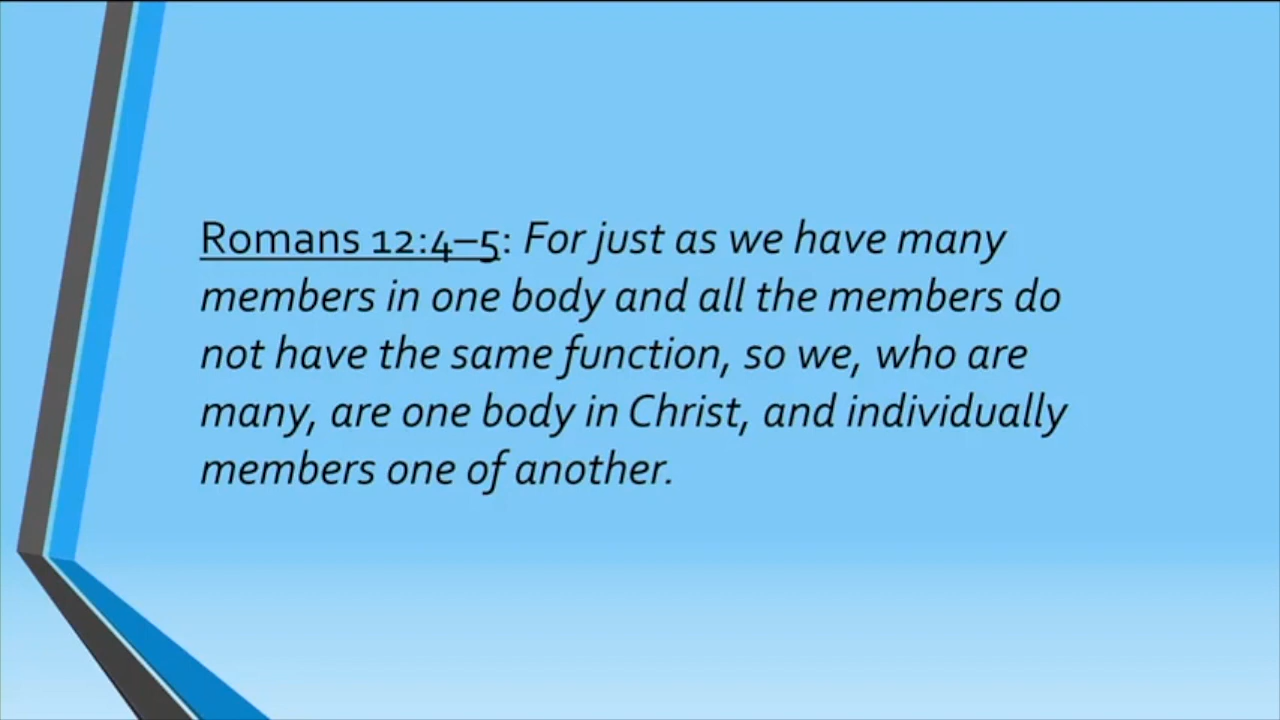 Romans 12:4–5: For just as we have many
members in one body and all the members do
not have the same function, so we, who are
many, are one body in Christ, and individually
members one of another.